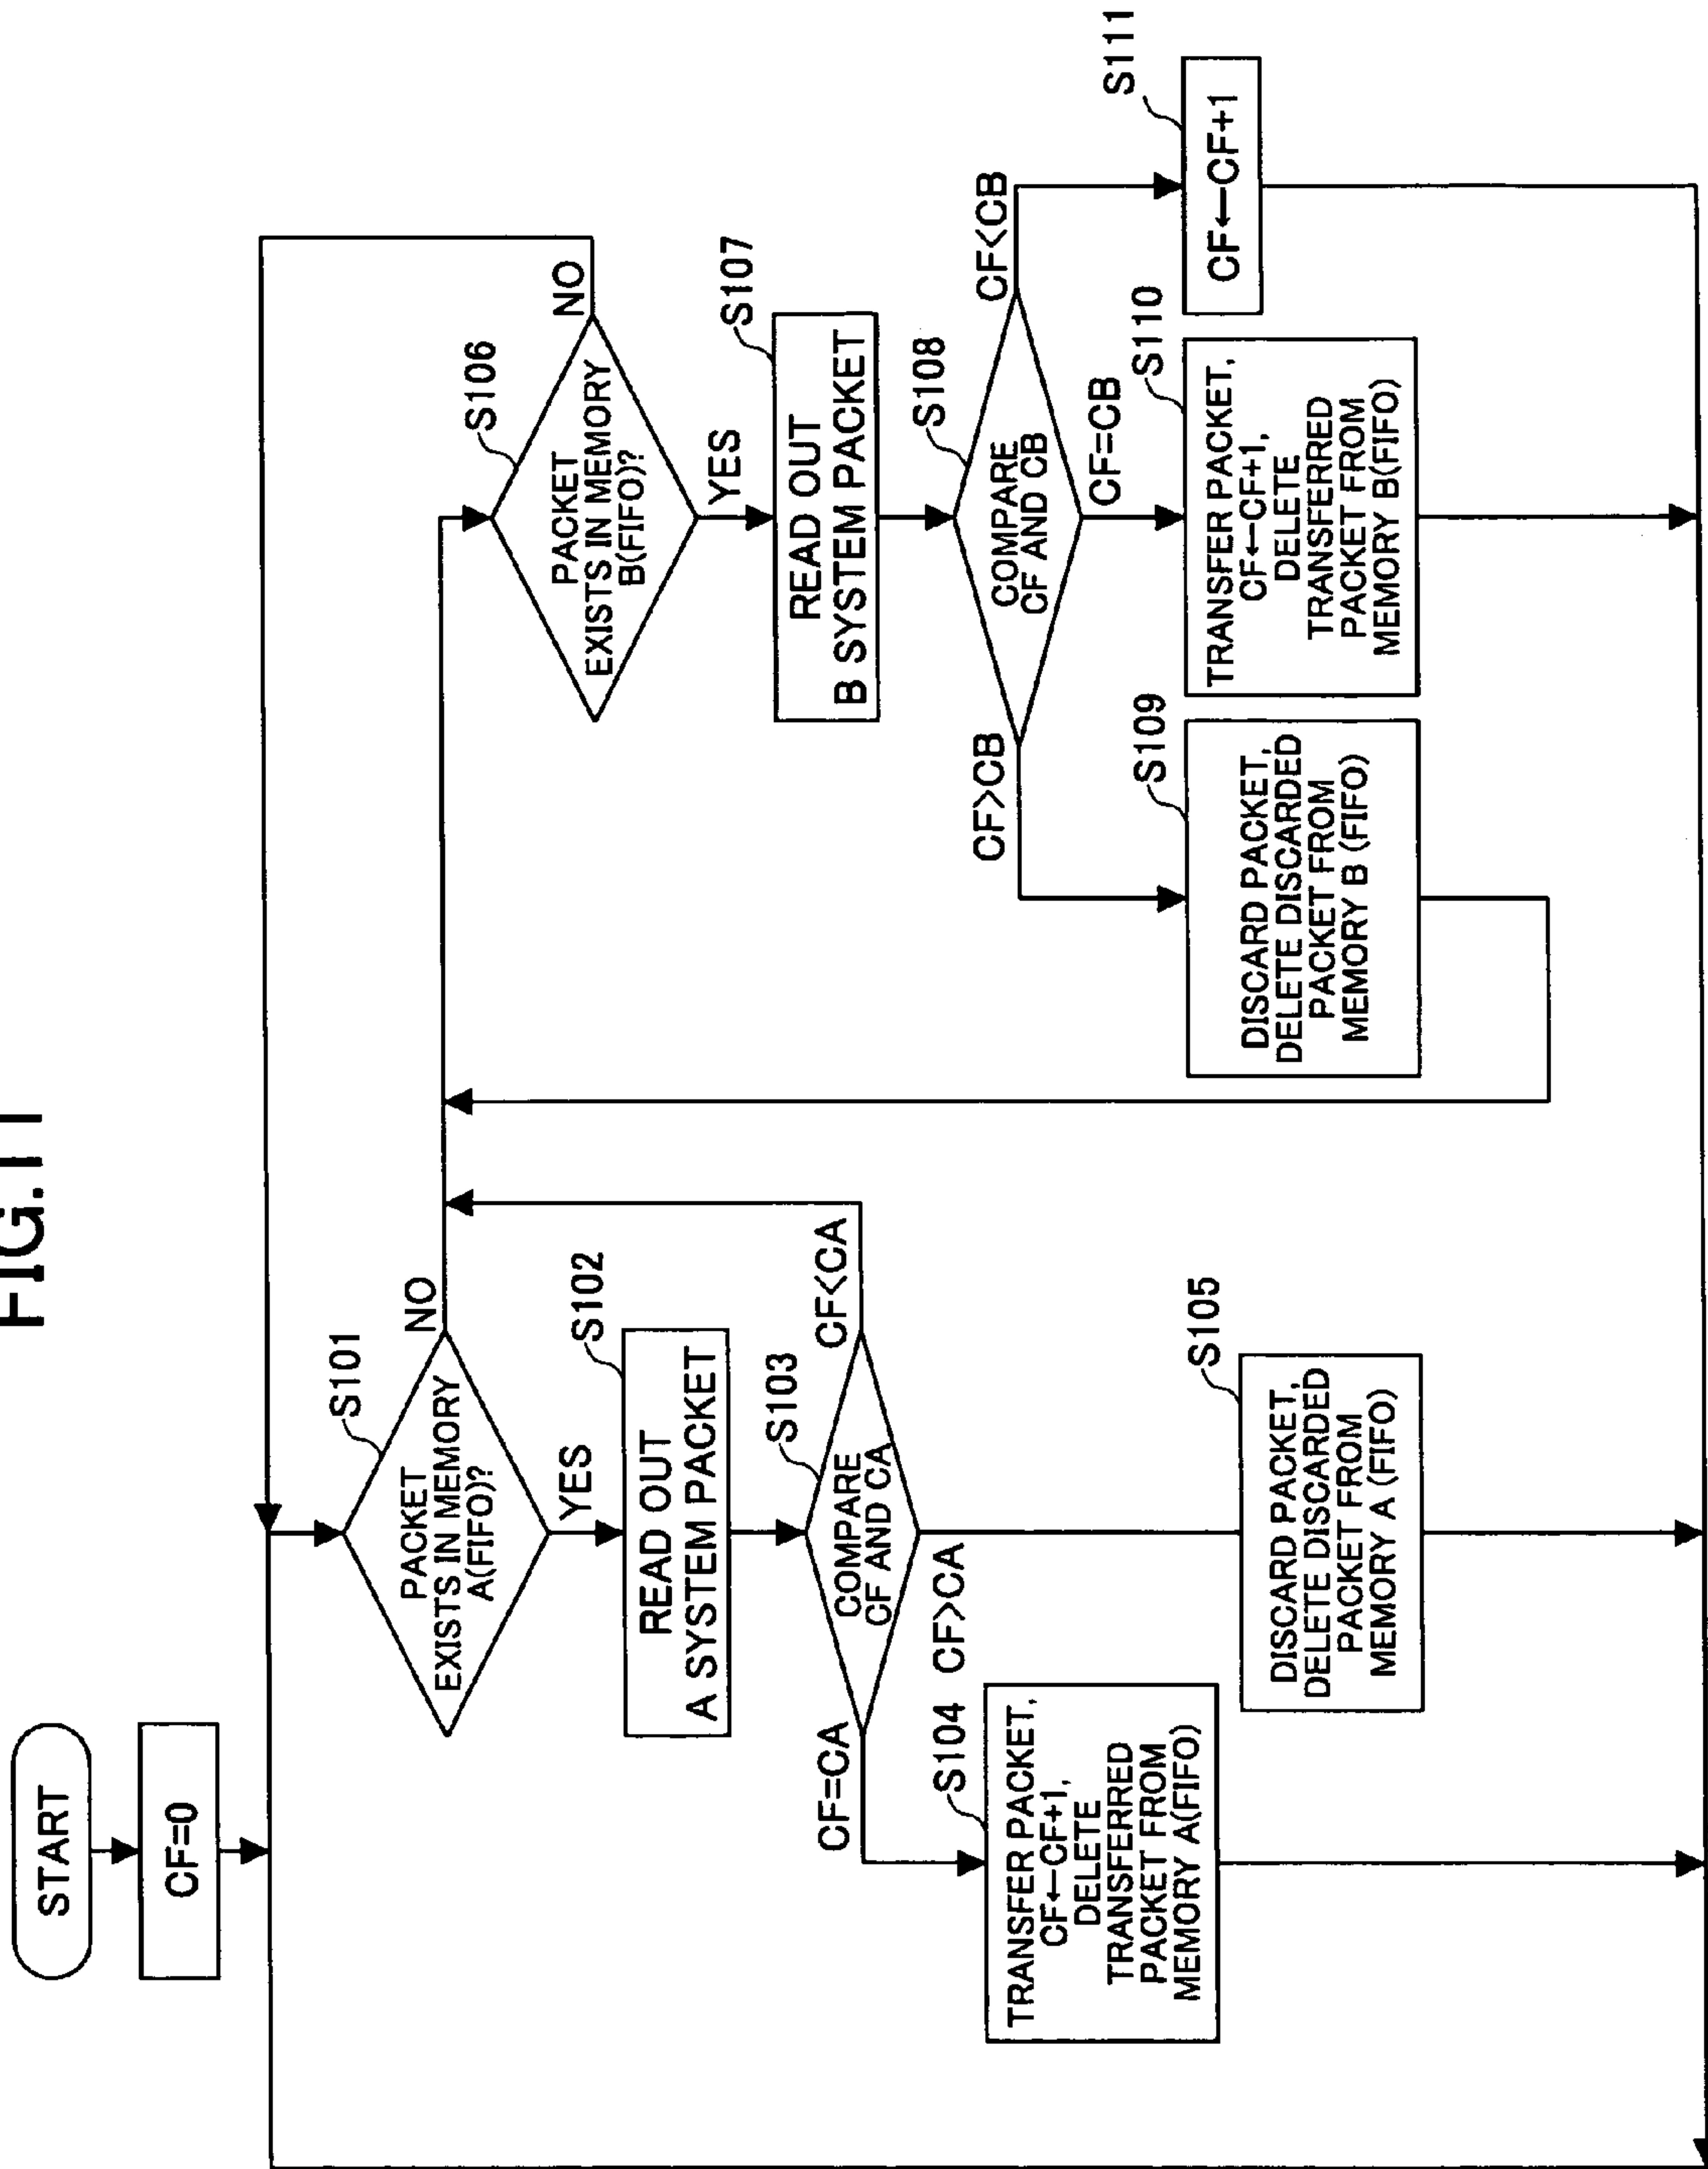 FIG.11
START
CF=0
S101
PACKET
EXISTS IN MEMORY
A(FIFO)?
NO
YES
S102
READ OUT
A SYSTEM PACKET
S103
COMPARE
CF AND CA
CF=CA
CF>CA
CF<CA
S104
TRANSFER PACKET,
CF←CF+1,
DELETE
TRANSFERRED
PACKET FROM
MEMORY A(FIFO)
S105
DISCARD PACKET,
DELETE DISCARDED
PACKET FROM
MEMORY A (FIFO)
S106
PACKET
EXISTS IN MEMORY
B(FIFO)?
NO
YES
S107
READ OUT
B SYSTEM PACKET
S108
COMPARE
CF AND CB
CF>CB
CF=CB
CF<CB
S109
DISCARD PACKET,
DELETE DISCARDED
PACKET FROM
MEMORY B (FIFO)
S110
TRANSFER PACKET,
CF←CF+1,
DELETE
TRANSFERRED
PACKET FROM
MEMORY B(FIFO)
S111
CF←CF+1